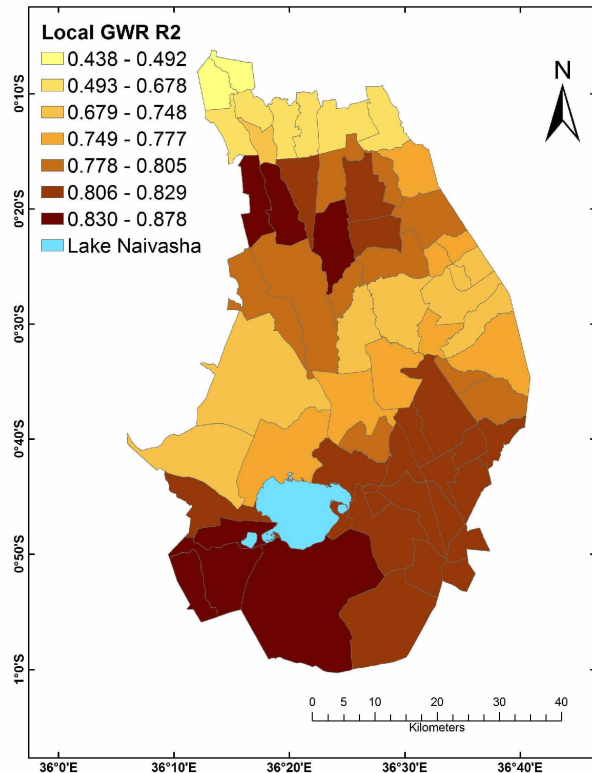 Local GWR R2
0.438 - 0.492
0.493 - 0.678
0.679 - 0.748
0.749 - 0.777
0.778 - 0.805
0.806 - 0.829
0.830 - 0.878
Lake Naivasha
N
0°10'S
0°20'S
0°30'S
0°40'S
0°50'S
1°0'S
0 5 10 20 30 40
Kilometers
36°0'E 36°10'E 36°20'E 36°30'E 36°40'E